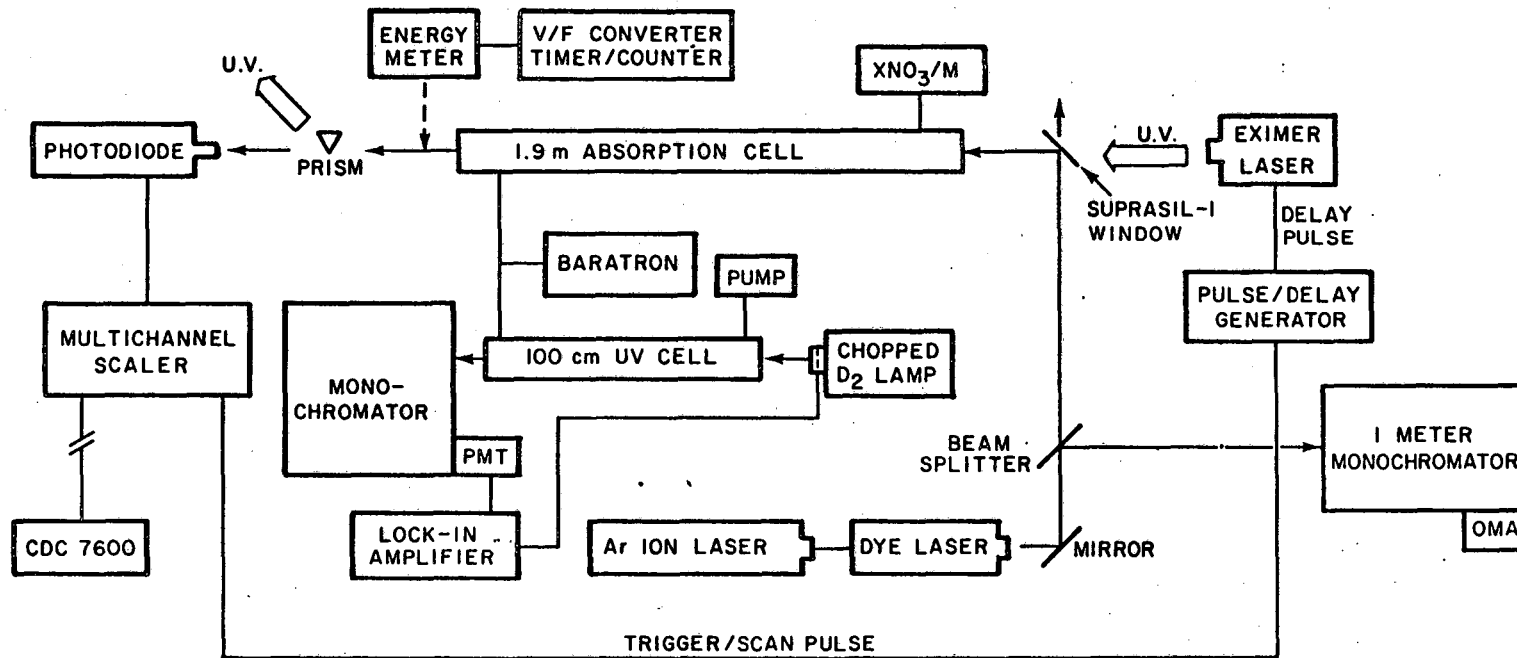 ENERGY
METER
V/F CONVERTER
TIMER/COUNTER
U.V.
XNO3/M
PHOTODIODE
PRISM
1.9 m ABSORPTION CELL
U.V.
EXIMER
LASER
SUPRASIL-I
WINDOW
DELAY
PULSE
BARATRON
PUMP
PULSE/DELAY
GENERATOR
MULTICHANNEL
SCALER
100 cm UV CELL
CHOPPED
D2 LAMP
MONO-
CHROMATOR
PMT
BEAM
SPLITTER
1 METER
MONOCHROMATOR
OMA
CDC 7600
LOCK-IN
AMPLIFIER
Ar ION LASER
DYE LASER
MIRROR
TRIGGER/SCAN PULSE